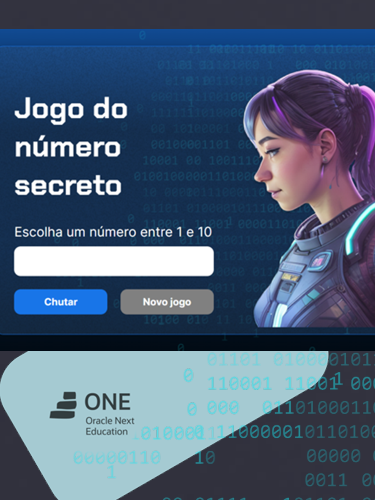 Jogo do
número
secreto
Escolha um número entre 1 e 10
Chutar
Novo jogo
ONE
Oracle Next
Education